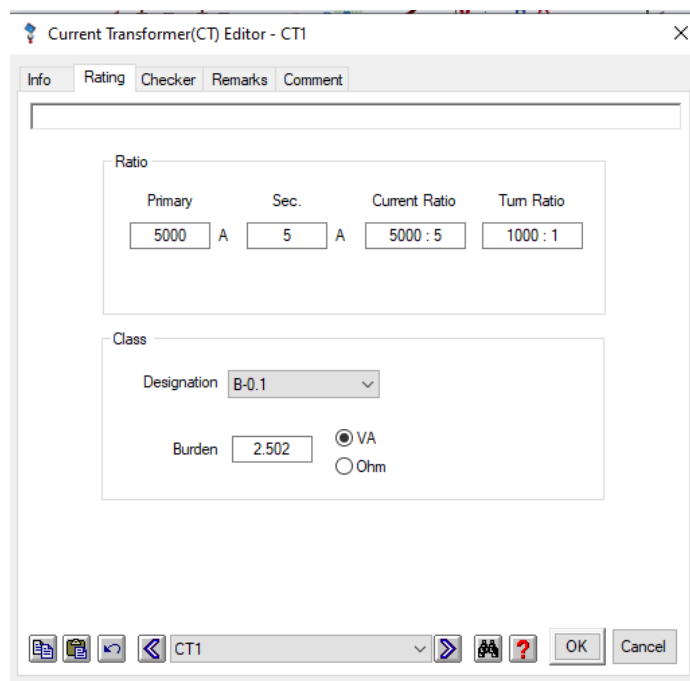 Current Transformer(CT) Editor - CT1
Info Rating Checker Remarks Comment
Ratio
Primary Sec. Current Ratio Turn Ratio
5000 A 5 A 5000 : 5 1000 : 1
Class
Designation B-0.1
Burden 2.502 VA
Ohm
CT1 ? OK Cancel